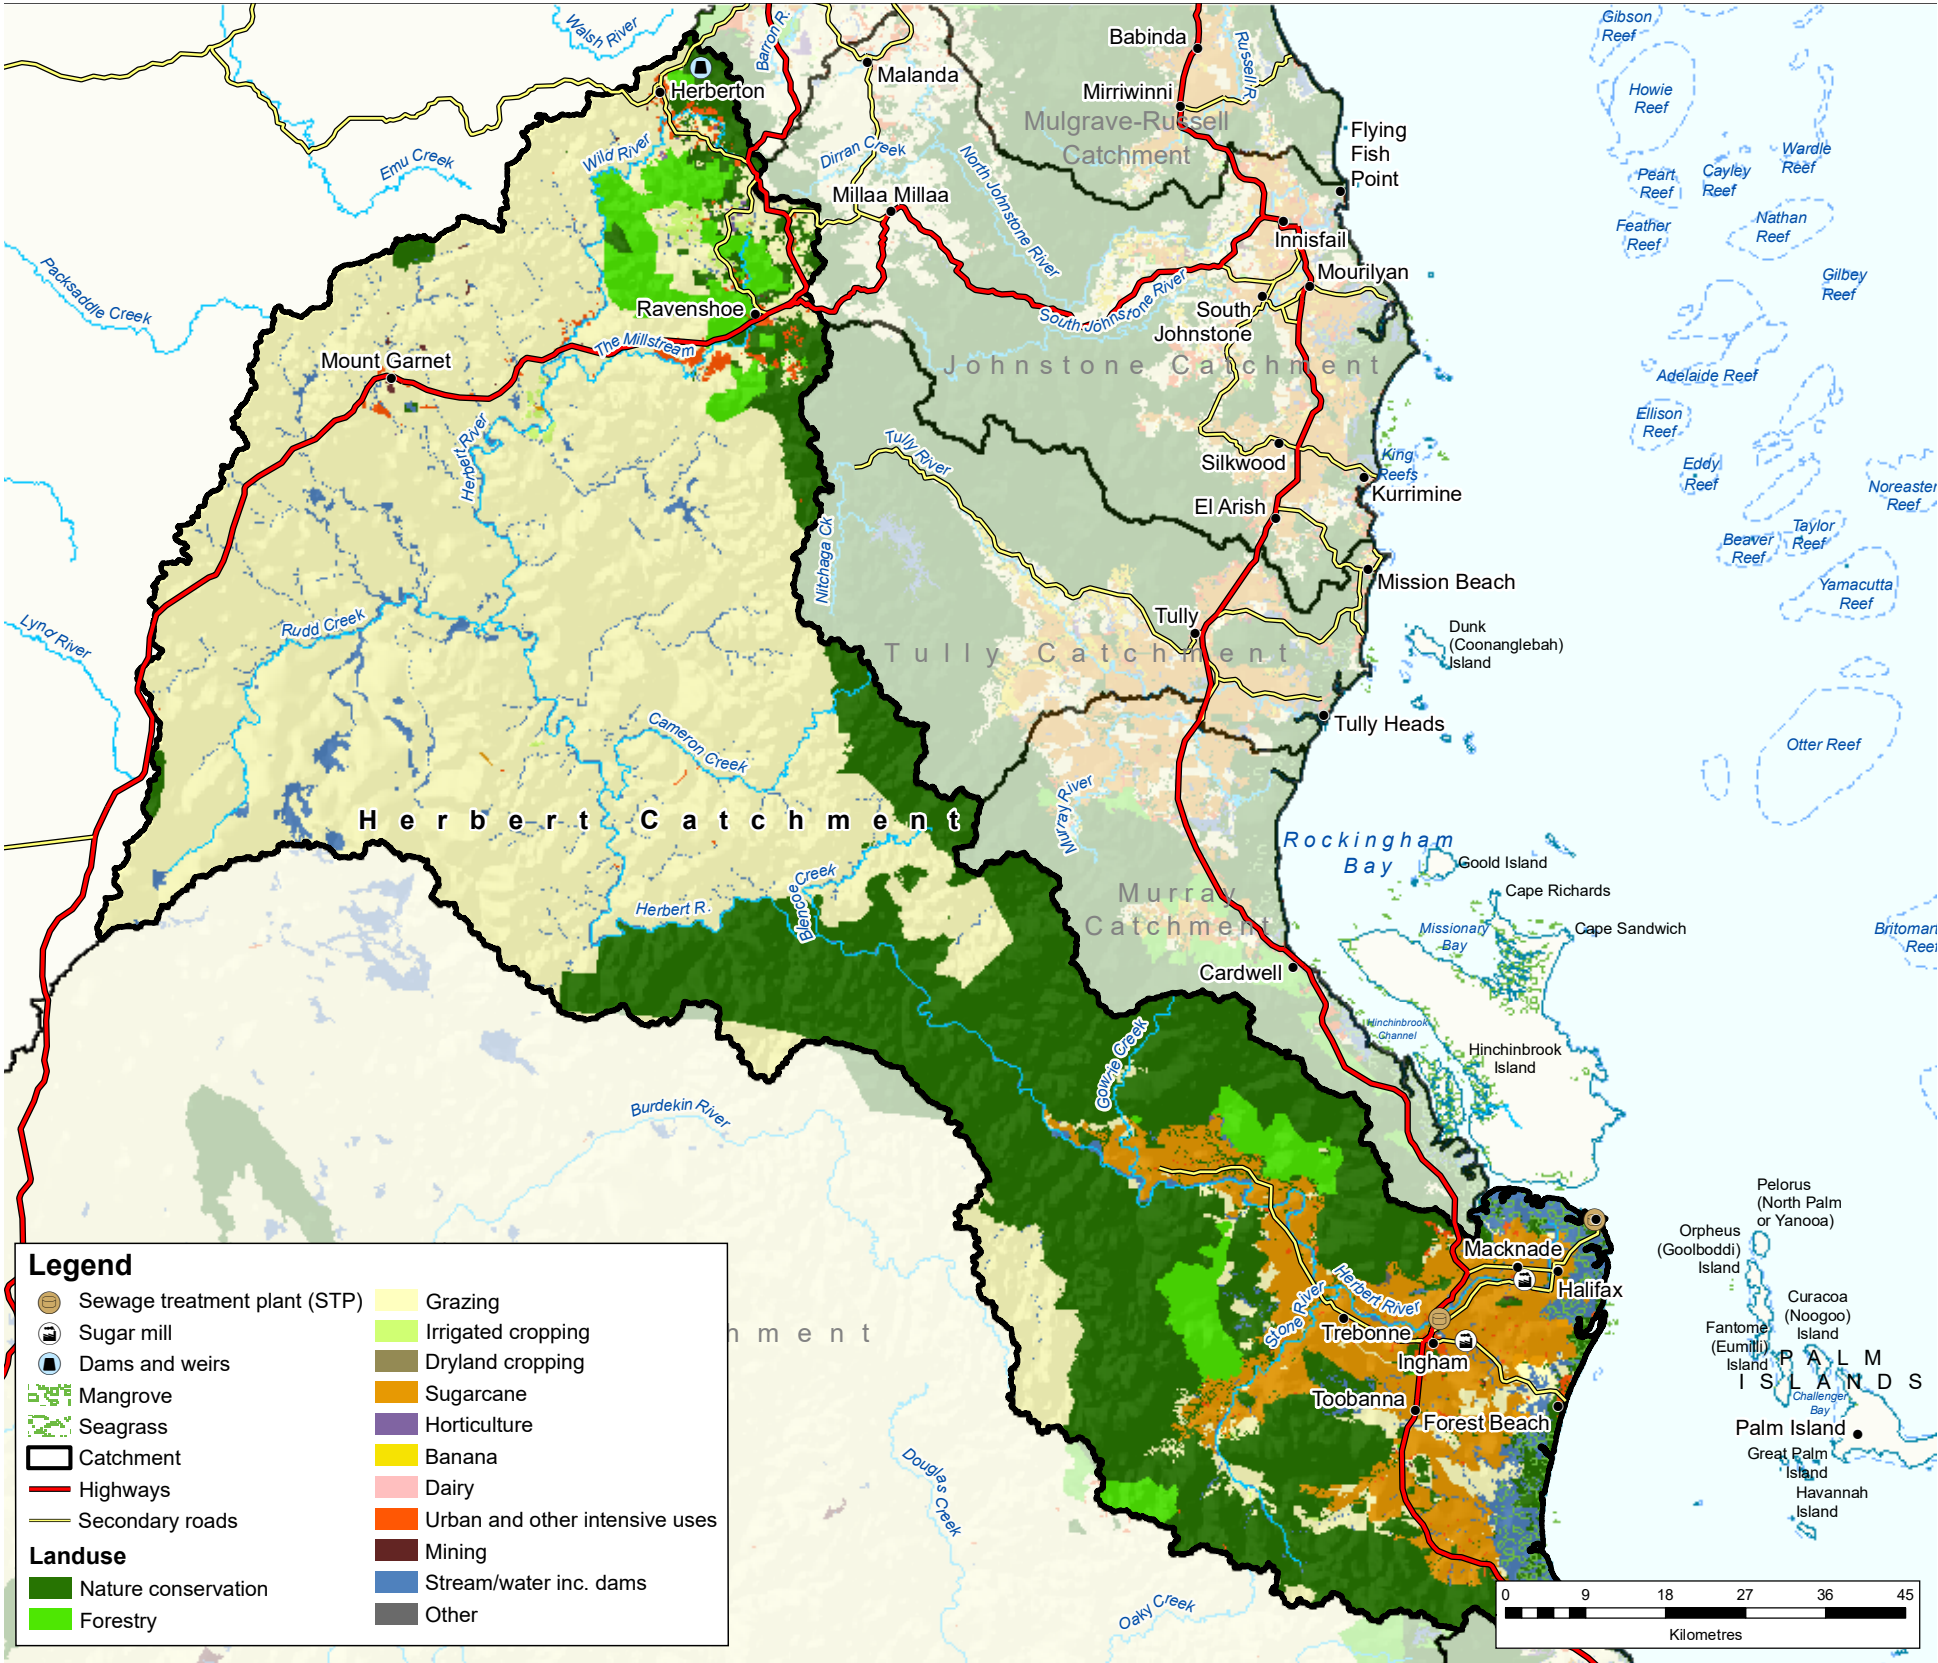 Gibson
Reef
Walsh River
Barron R.
Babinda
Russell R.
Malanda
Herberton
Mirriwinni
Howie
Reef
Mulgrave-Russell
Catchment
Flying
Fish
Point
Wardle
Reef
Emu Creek
Wild River
Dirran Creek
North Johnstone River
Peart
Reef
Cayley
Reef
Millaa Millaa
Feather
Reef
Nathan
Reef
Innisfail
Packsaddle Creek
Mourilyan
Gilbey
Reef
Ravenshoe
South
Johnstone
South Johnstone River
The Millstream
Mount Garnet
Johnstone Catchment
Adelaide Reef
Ellison
Reef
Herbert River
Tully River
Silkwood
King
Reefs
Eddy
Reef
Kurrimine
Noreaster
Reef
El Arish
Nitchaga Ck
Taylor
Reef
Beaver
Reef
Mission Beach
Yamacutta
Reef
Lynd River
Rudd Creek
Tully
Dunk
(Coonanglebah)
Island
Tully Catchment
Cameron Creek
Tully Heads
Otter Reef
Murray River
Herbert Catchment
Rockingham
Bay
Goold Island
Cape Richards
Blencoe Creek
Herbert R.
Murray
Catchment
Missionary
Bay
Cape Sandwich
Britomart
Reef
Cardwell
Hinchinbrook
Channel
Gowrie Creek
Hinchinbrook
Island
Burdekin River
Pelorus
(North Palm
or Yanooa)
Orpheus
(Goolboddi)
Island
Macknade
Halifax
Herbert River
Stone River
Curacoa
(Noogoo)
Island
Fantome
(Eumilli)
Island
Trebonne
Ingham
PALM
ISLANDS
Challenger
Bay
Toobanna
Forest Beach
Palm Island
Great Palm
Island
Havannah
Island
Douglas Creek
Oaky Creek
hment
Legend
Sewage treatment plant (STP)
Sugar mill
Dams and weirs
Mangrove
Seagrass
Catchment
Highways
Secondary roads
Landuse
Nature conservation
Forestry
Grazing
Irrigated cropping
Dryland cropping
Sugarcane
Horticulture
Banana
Dairy
Urban and other intensive uses
Mining
Stream/water inc. dams
Other
0 9 18 27 36 45
Kilometres